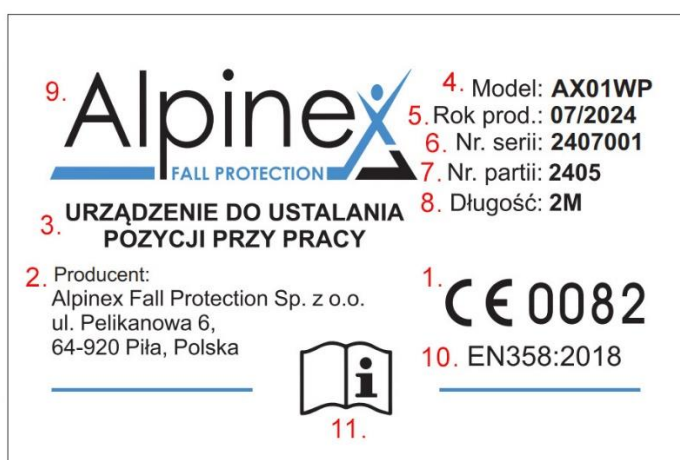 9. Alpinex
FALL PROTECTION
4. Model: AX01WP
5. Rok prod.: 07/2024
6. Nr. serii: 2407001
7. Nr. partii: 2405
8. Długość: 2M
3. URZĄDZENIE DO USTALANIA
POZYCJI PRZY PRACY
2. Producent:
Alpinex Fall Protection Sp. z o.o.
ul. Pelikanowa 6,
64-920 Piła, Polska
1. CE 0082
10. EN358:2018
i
11.